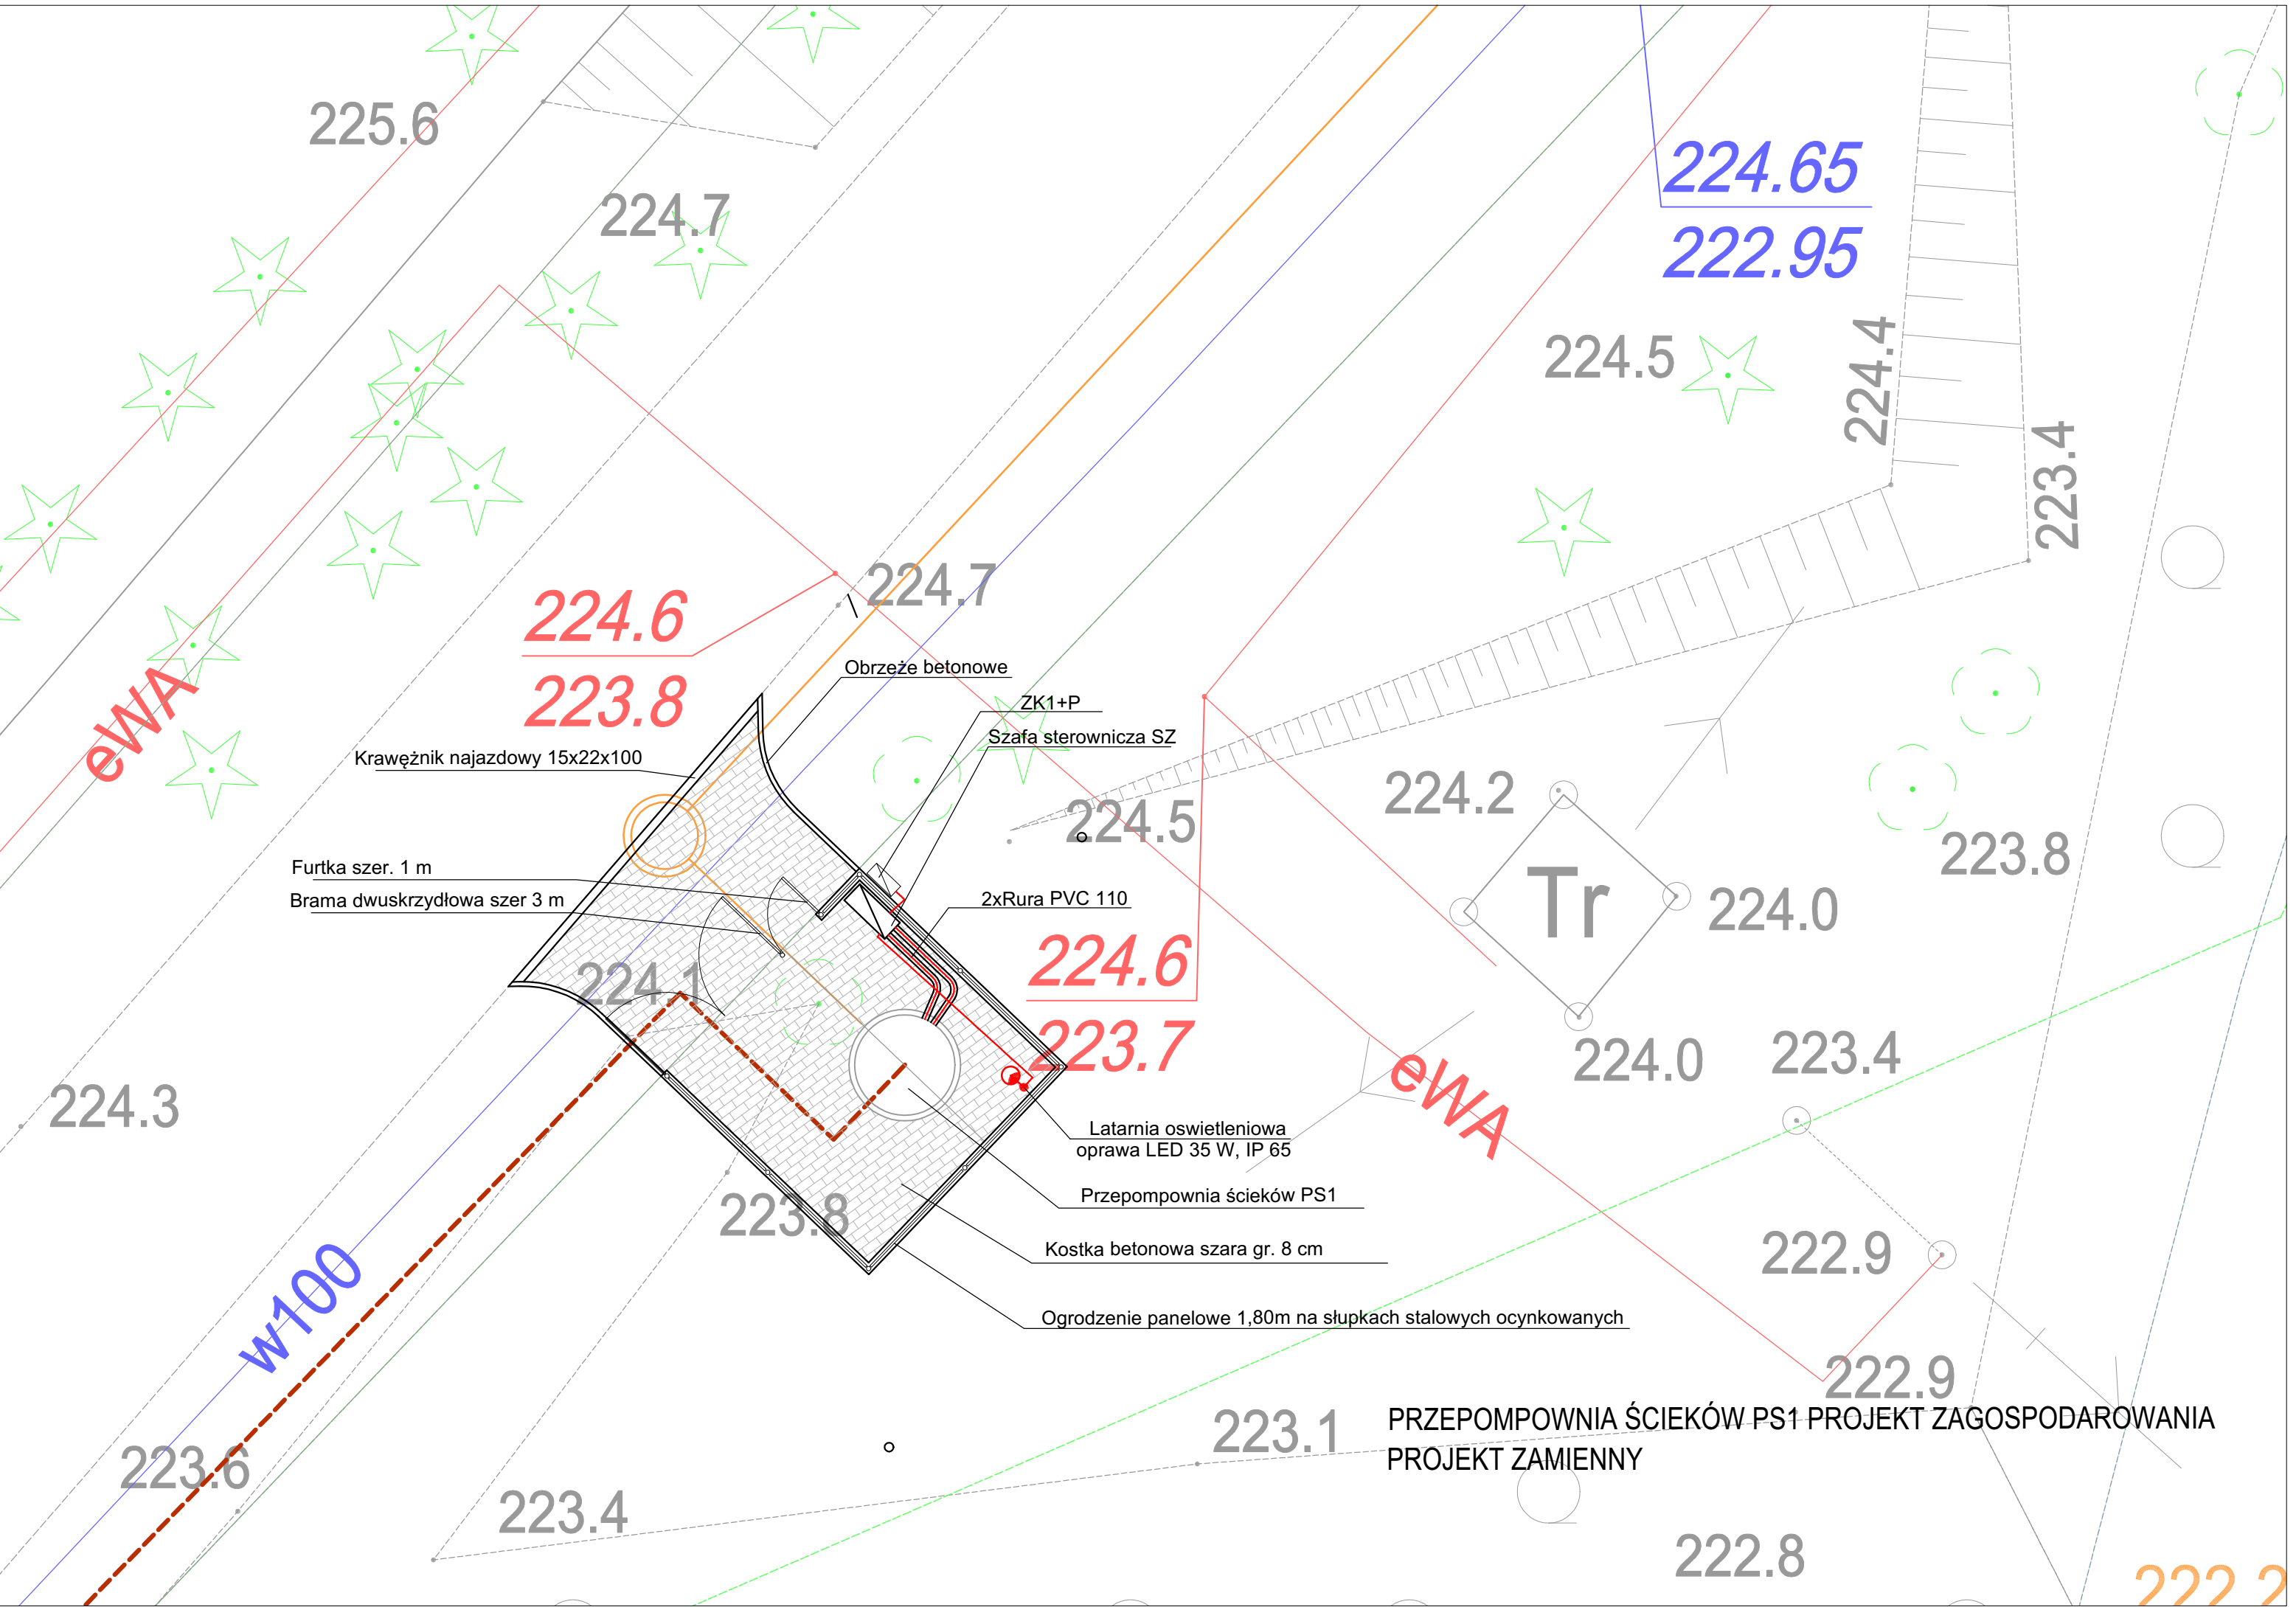 225.6
224.7
224.65
222.95
224.5
224.4
223.4
224.7
224.6
223.8
eWA
Obrzeże betonowe
ZK1+P
Szafa sterownicza SZ
Krawężnik najazdowy 15x22x100
224.5
224.2
223.8
Furtka szer. 1 m
Brama dwuskrzydłowa szer 3 m
2xRura PVC 110
Tr
224.0
224.6
223.7
224.1
224.0
223.4
eWA
224.3
Latarnia oswietleniowa
oprawa LED 35 W, IP 65
Przepompownia ścieków PS1
223.8
Kostka betonowa szara gr. 8 cm
222.9
w100
Ogrodzenie panelowe 1,80m na słupkach stalowych ocynkowanych
222.9
PRZEPOMPOWNIA ŚCIEKÓW PS1 PROJEKT ZAGOSPODAROWANIA
PROJEKT ZAMIENNY
223.1
223.6
223.4
222.8
222.2